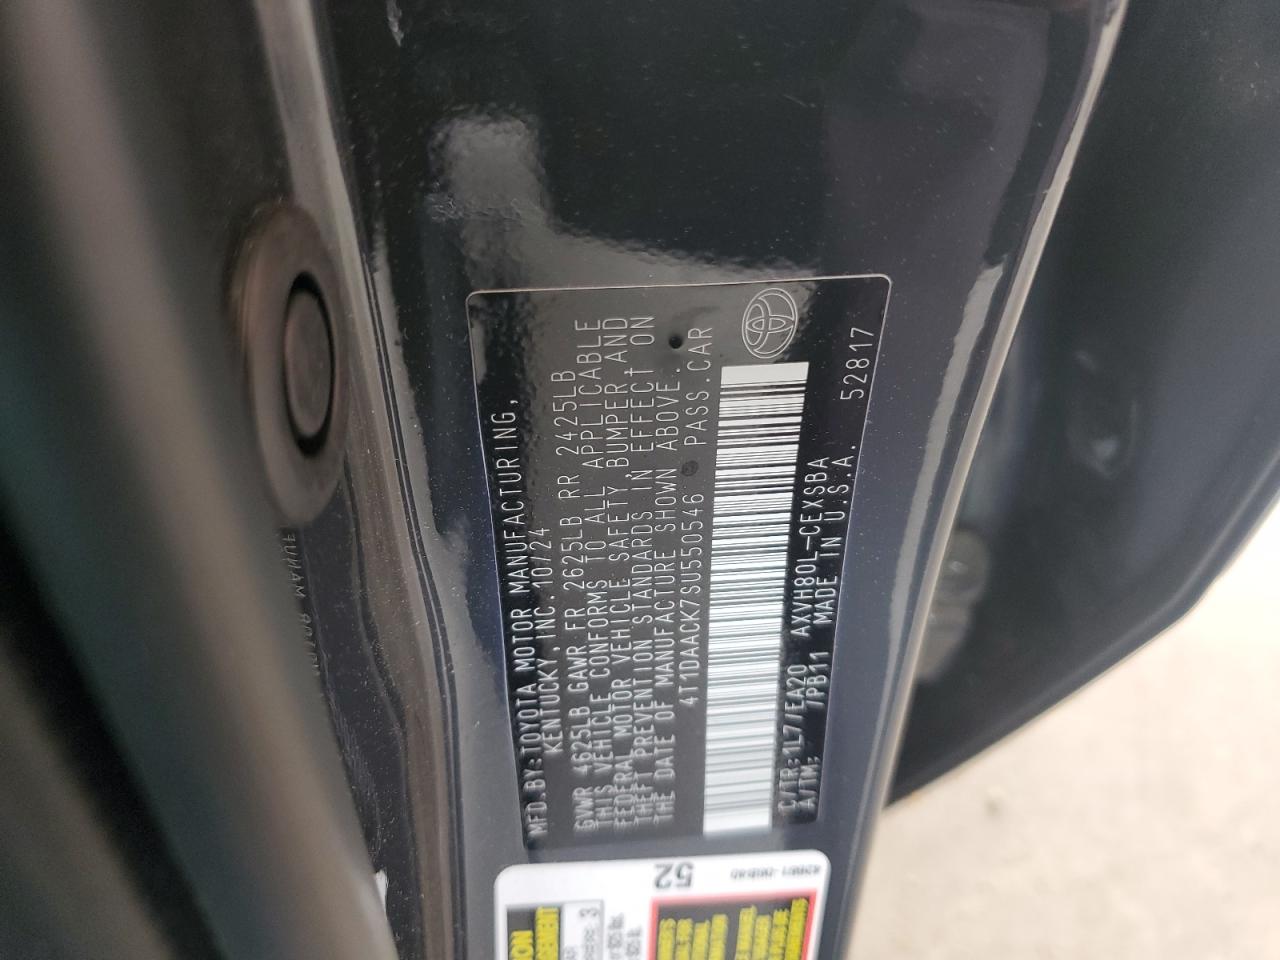 MFD.BY:TOYOTA MOTOR MANUFACTURING,
KENTUCKY,INC.10/24
GVWR 4625LB GAWR FR 2625LB RR 2425LB
THIS VEHICLE CONFORMS TO ALL APPLICABLE
FEDERAL MOTOR VEHICLE SAFETY,BUMPER,AND
THEFT PREVENTION STANDARDS IN EFFECT ON
THE DATE OF MANUFACTURE SHOWN ABOVE.
4T1DAACK7SU550546 PASS.CAR
C/TR:1L7/EA20 AXVH80L-CEXSBA
A/TM: /PB11 MADE IN U.S.A. 52817
52
3